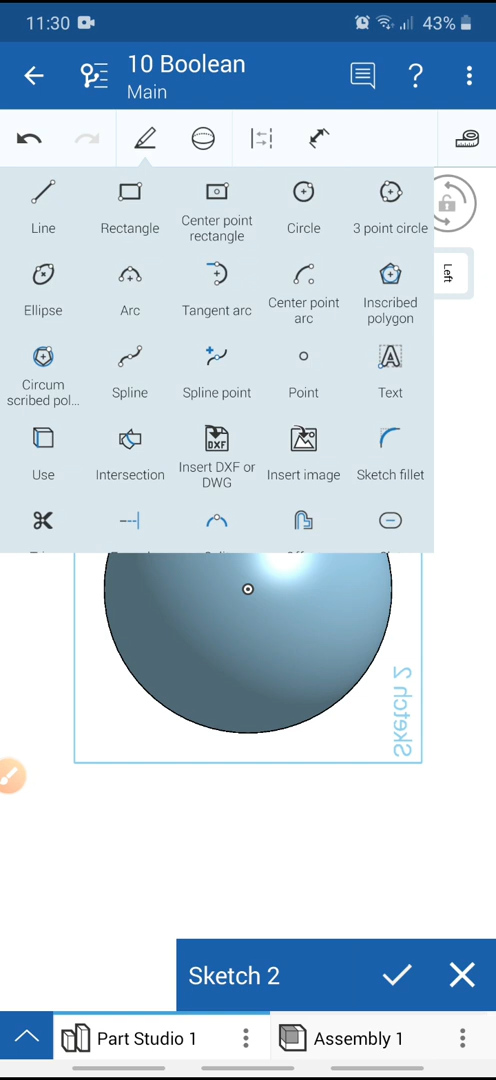 11:30
43%
10 Boolean
Main
?
Line
Rectangle
Center point
rectangle
Circle
3 point circle
Left
Ellipse
Arc
Tangent arc
Center point
arc
Inscribed
polygon
Circum
scribed pol...
Spline
Spline point
Point
Text
Use
Intersection
DXF
Insert DXF or
DWG
Insert image
Sketch fillet
Sketch 2
Sketch 2
Part Studio 1
Assembly 1